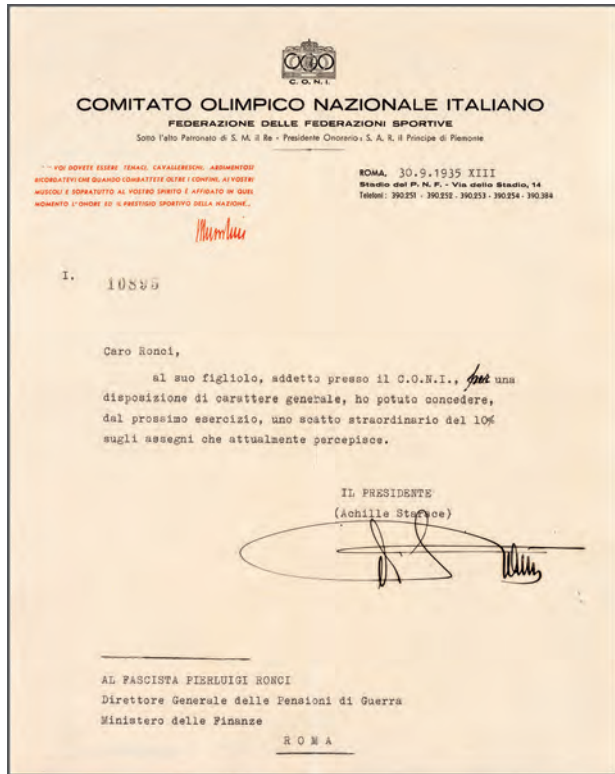 C. O. N. I.
COMITATO OLIMPICO NAZIONALE ITALIANO
FEDERAZIONE DELLE FEDERAZIONI SPORTIVE
Sotto l'alto Patronato di S. M. il Re - Presidente Onorario: S. A. R. il Principe di Piemonte
VOI DOVETE ESSERE TENACI, CAVALLERESCHI, ARDIMENTOSI
RICORDATEVI CHE QUANDO COMBATTETE OLTRE I CONFINI, AI VOSTRI
MUSCOLI E SOPRATUTTO AL VOSTRO SPIRITO È AFFIDATO IN QUEL
MOMENTO L'ONORE ED IL PRESTIGIO SPORTIVO DELLA NAZIONE.
Mussolini
ROMA, 30.9.1935 XIII
Stadio del P. N. F. - Via dello Stadio, 14
Telefoni: 390.251 - 390.252 - 390.253 - 390.254 - 390.384
I. 10895
Caro Ronci,
al suo figliolo, addetto presso il C.O.N.I., per una
disposizione di carattere generale, ho potuto concedere,
dal prossimo esercizio, uno scatto straordinario del 10%
sugli assegni che attualmente percepisce.
IL PRESIDENTE
(Achille Starace)
AL FASCISTA PIERLUIGI RONCI
Direttore Generale delle Pensioni di Guerra
Ministero delle Finanze
ROMA